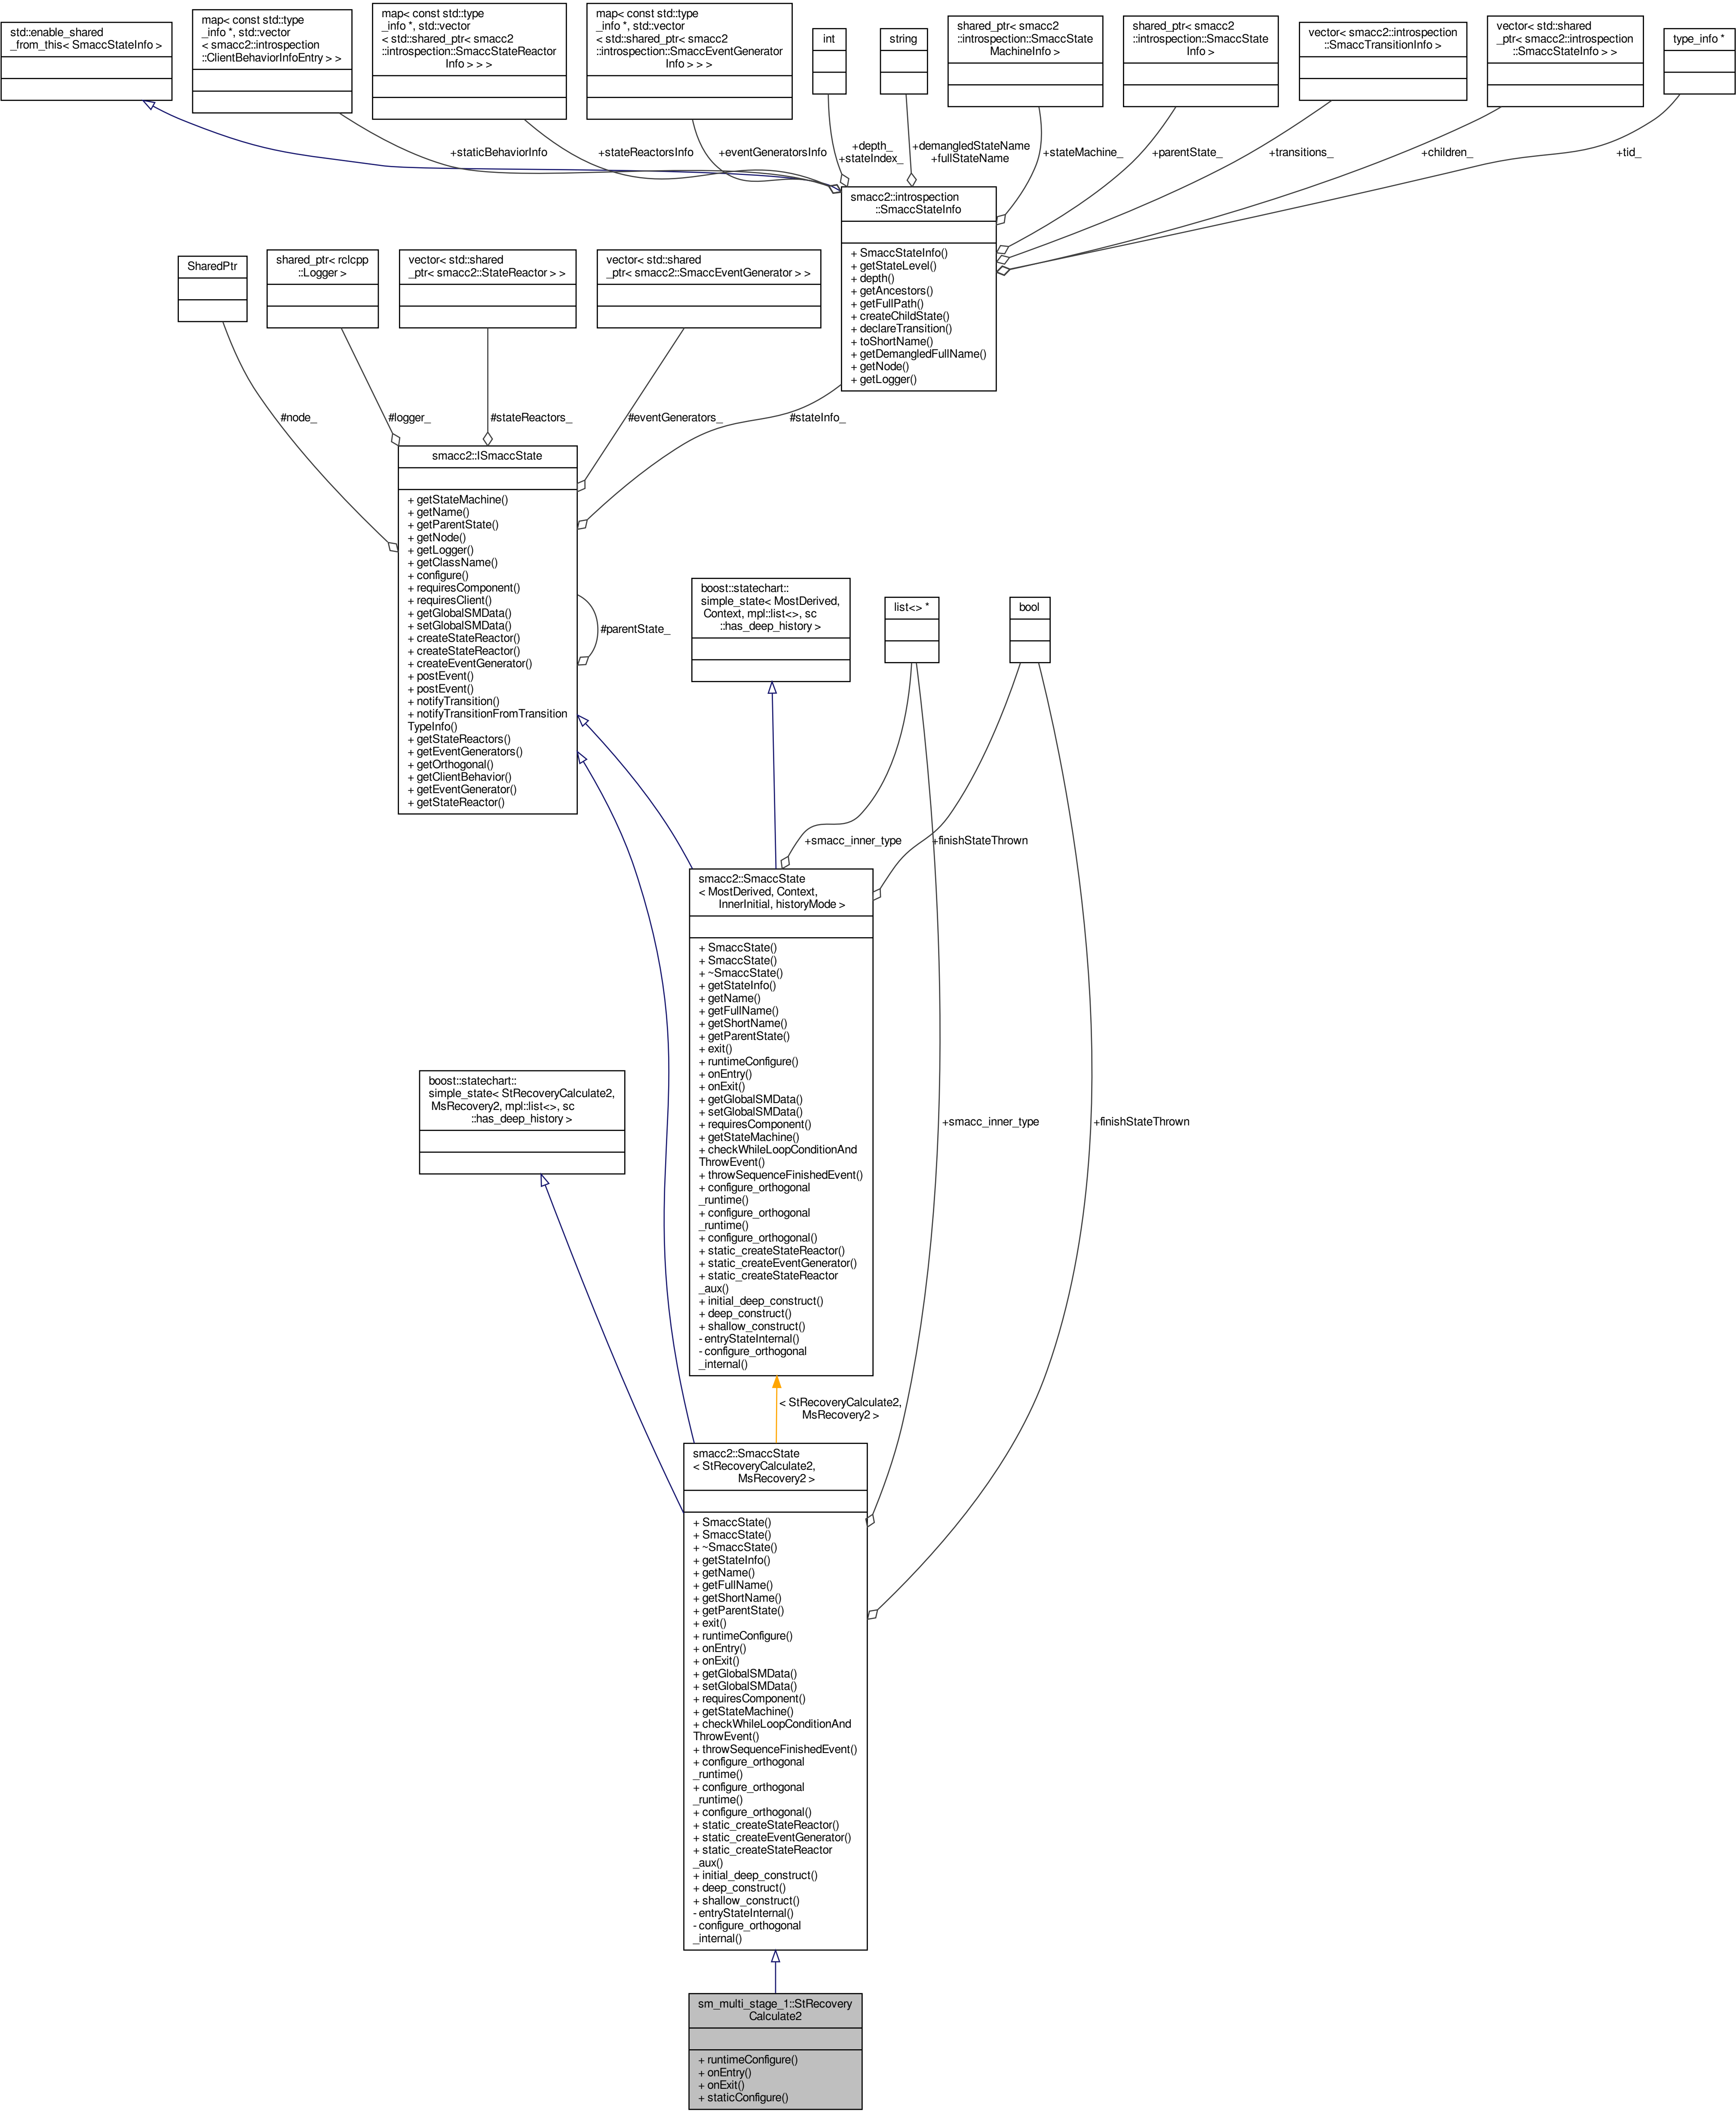 std::enable_shared
_from_this< SmaccStateInfo >
map< const std::type
_info *, std::vector
< smacc2::introspection
::ClientBehaviorInfoEntry > >
map< const std::type
_info *, std::vector
< std::shared_ptr< smacc2
::introspection::SmaccStateReactor
Info > > >
map< const std::type
_info *, std::vector
< std::shared_ptr< smacc2
::introspection::SmaccEventGenerator
Info > > >
int
string
shared_ptr< smacc2
::introspection::SmaccState
MachineInfo >
shared_ptr< smacc2
::introspection::SmaccState
Info >
vector< smacc2::introspection
::SmaccTransitionInfo >
vector< std::shared
_ptr< smacc2::introspection
::SmaccStateInfo > >
type_info *
+staticBehaviorInfo
+stateReactorsInfo
+eventGeneratorsInfo
+depth_
+stateIndex_
+demangledStateName
+fullStateName
+stateMachine_
+parentState_
+transitions_
+children_
+tid_
smacc2::introspection
::SmaccStateInfo
+ SmaccStateInfo()
+ getStateLevel()
+ depth()
+ getAncestors()
+ getFullPath()
+ createChildState()
+ declareTransition()
+ toShortName()
+ getDemangledFullName()
+ getNode()
+ getLogger()
SharedPtr
shared_ptr< rclcpp
::Logger >
vector< std::shared
_ptr< smacc2::StateReactor > >
vector< std::shared
_ptr< smacc2::SmaccEventGenerator > >
#node_
#logger_
#stateReactors_
#eventGenerators_
#stateInfo_
smacc2::ISmaccState
+ getStateMachine()
+ getName()
+ getParentState()
+ getNode()
+ getLogger()
+ getClassName()
+ configure()
+ requiresComponent()
+ requiresClient()
+ getGlobalSMData()
+ setGlobalSMData()
+ createStateReactor()
+ createStateReactor()
+ createEventGenerator()
+ postEvent()
+ postEvent()
+ notifyTransition()
+ notifyTransitionFromTransition
TypeInfo()
+ getStateReactors()
+ getEventGenerators()
+ getOrthogonal()
+ getClientBehavior()
+ getEventGenerator()
+ getStateReactor()
#parentState_
boost::statechart::
simple_state< MostDerived,
Context, mpl::list<>, sc
::has_deep_history >
list<> *
bool
+smacc_inner_type
+finishStateThrown
smacc2::SmaccState
< MostDerived, Context,
InnerInitial, historyMode >
+ SmaccState()
+ SmaccState()
+ ~SmaccState()
+ getStateInfo()
+ getName()
+ getFullName()
+ getShortName()
+ getParentState()
+ exit()
+ runtimeConfigure()
+ onEntry()
+ onExit()
+ getGlobalSMData()
+ setGlobalSMData()
+ requiresComponent()
+ getStateMachine()
+ checkWhileLoopConditionAnd
ThrowEvent()
+ throwSequenceFinishedEvent()
+ configure_orthogonal
_runtime()
+ configure_orthogonal
_runtime()
+ configure_orthogonal()
+ static_createStateReactor()
+ static_createEventGenerator()
+ static_createStateReactor
_aux()
+ initial_deep_construct()
+ deep_construct()
+ shallow_construct()
- entryStateInternal()
- configure_orthogonal
_internal()
boost::statechart::
simple_state< StRecoveryCalculate2,
MsRecovery2, mpl::list<>, sc
::has_deep_history >
+smacc_inner_type
+finishStateThrown
< StRecoveryCalculate2,
MsRecovery2 >
smacc2::SmaccState
< StRecoveryCalculate2,
MsRecovery2 >
+ SmaccState()
+ SmaccState()
+ ~SmaccState()
+ getStateInfo()
+ getName()
+ getFullName()
+ getShortName()
+ getParentState()
+ exit()
+ runtimeConfigure()
+ onEntry()
+ onExit()
+ getGlobalSMData()
+ setGlobalSMData()
+ requiresComponent()
+ getStateMachine()
+ checkWhileLoopConditionAnd
ThrowEvent()
+ throwSequenceFinishedEvent()
+ configure_orthogonal
_runtime()
+ configure_orthogonal
_runtime()
+ configure_orthogonal()
+ static_createStateReactor()
+ static_createEventGenerator()
+ static_createStateReactor
_aux()
+ initial_deep_construct()
+ deep_construct()
+ shallow_construct()
- entryStateInternal()
- configure_orthogonal
_internal()
sm_multi_stage_1::StRecovery
Calculate2
+ runtimeConfigure()
+ onEntry()
+ onExit()
+ staticConfigure()